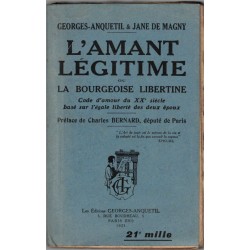 GEORGES-ANQUETIL & JANE DE MAGNY
L'AMANT
LÉGITIME
ou
LA BOURGEOISE LIBERTINE
Code d'amour du XXe siècle
basé sur l'égale liberté des deux époux
Préface de Charles BERNARD, député de Paris
Les Éditions GEORGES-ANQUETIL
PARIS
21e mille